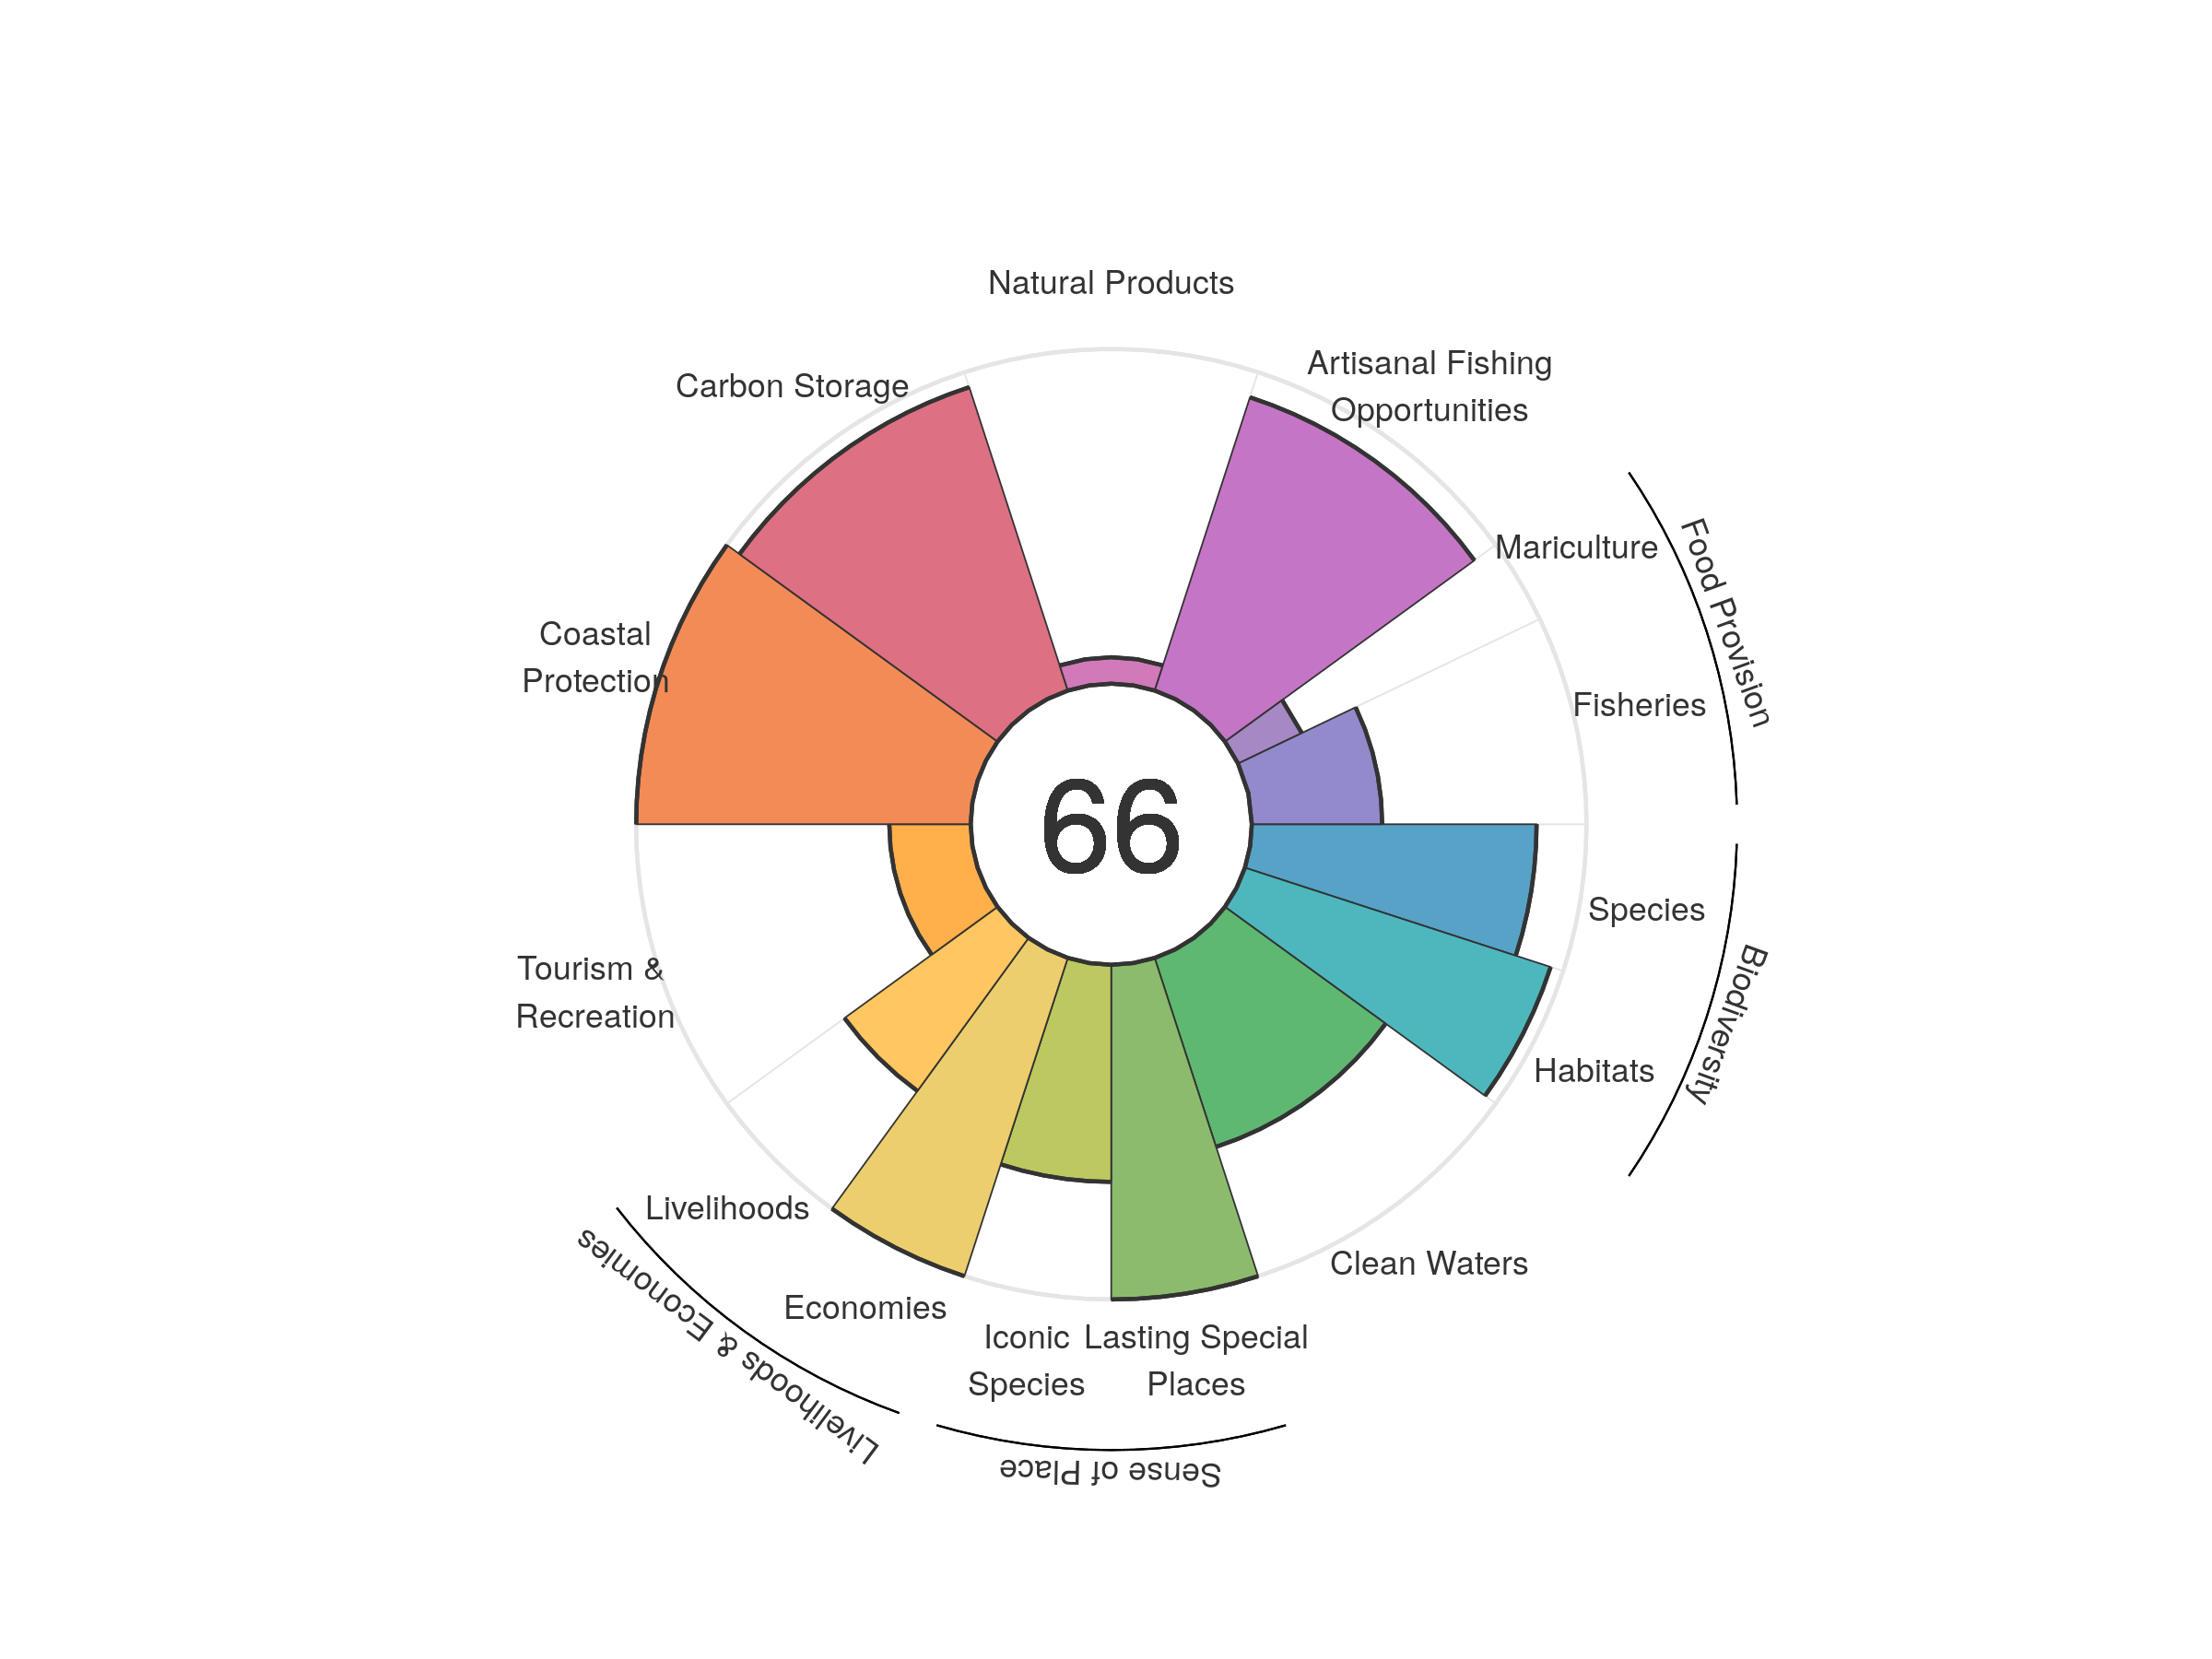 Natural Products
Artisanal Fishing
Opportunities
Carbon Storage
Mariculture
Food Provision
Coastal
Protection
Fisheries
66
Species
Biodiversity
Tourism &
Recreation
Habitats
Livelihoods
Clean Waters
Economies
Livelihoods & Economies
Iconic
Species
Lasting Special
Places
Sense of Place